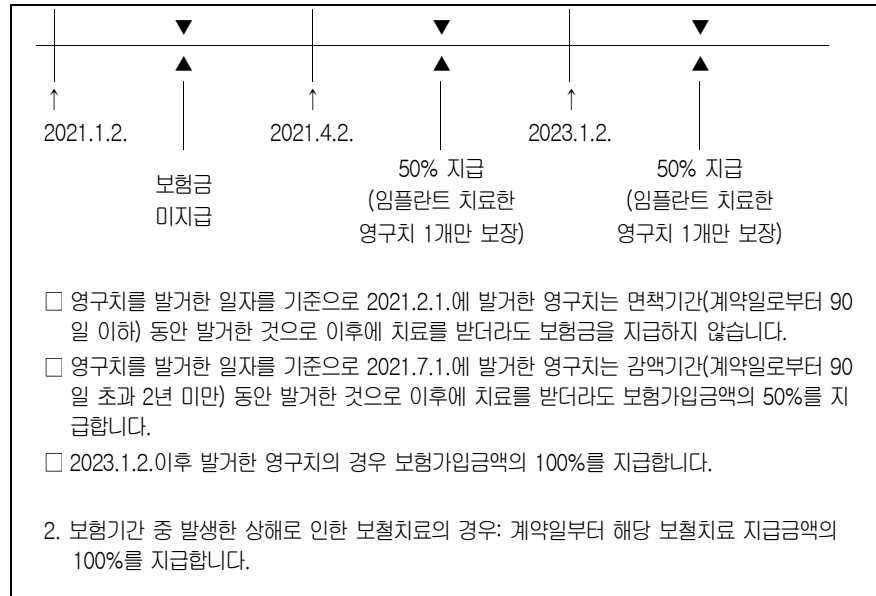 ▼ ▼ ▼
▲ ▲ ▲
↑ ↑ ↑
2021.1.2. 2021.4.2. 2023.1.2.
보험금
미지급
50% 지급
(임플란트 치료한
영구치 1개만 보장)
50% 지급
(임플란트 치료한
영구치 1개만 보장)
□ 영구치를 발거한 일자를 기준으로 2021.2.1.에 발거한 영구치는 면책기간(계약일로부터 90
일 이하) 동안 발거한 것으로 이후에 치료를 받더라도 보험금을 지급하지 않습니다.
□ 영구치를 발거한 일자를 기준으로 2021.7.1.에 발거한 영구치는 감액기간(계약일로부터 90
일 초과 2년 미만) 동안 발거한 것으로 이후에 치료를 받더라도 보험가입금액의 50%를 지
급합니다.
□ 2023.1.2.이후 발거한 영구치의 경우 보험가입금액의 100%를 지급합니다.
2. 보험기간 중 발생한 상해로 인한 보철치료의 경우: 계약일부터 해당 보철치료 지급금액의
100%를 지급합니다.